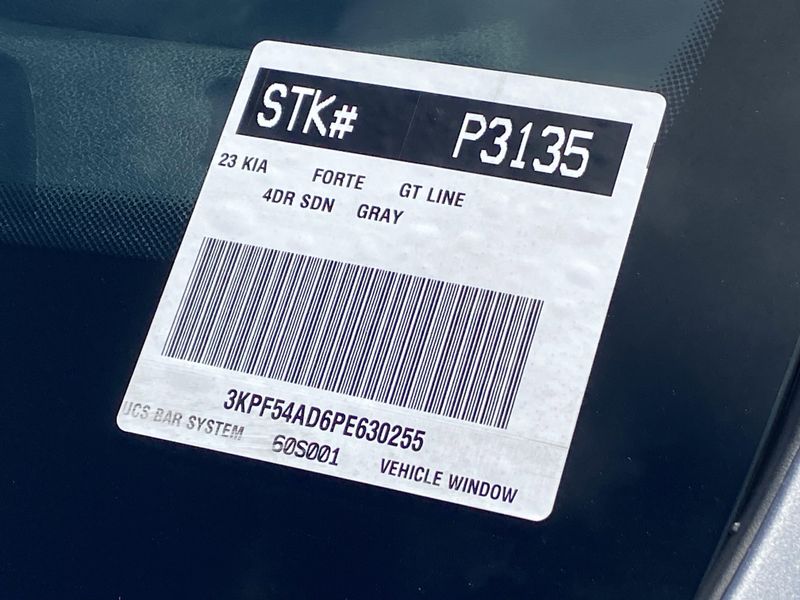 STK# P3135
23 KIA FORTE GT LINE
4DR SDN GRAY
3KPF54AD6PE630255
UCS BAR SYSTEM 60S001 VEHICLE WINDOW